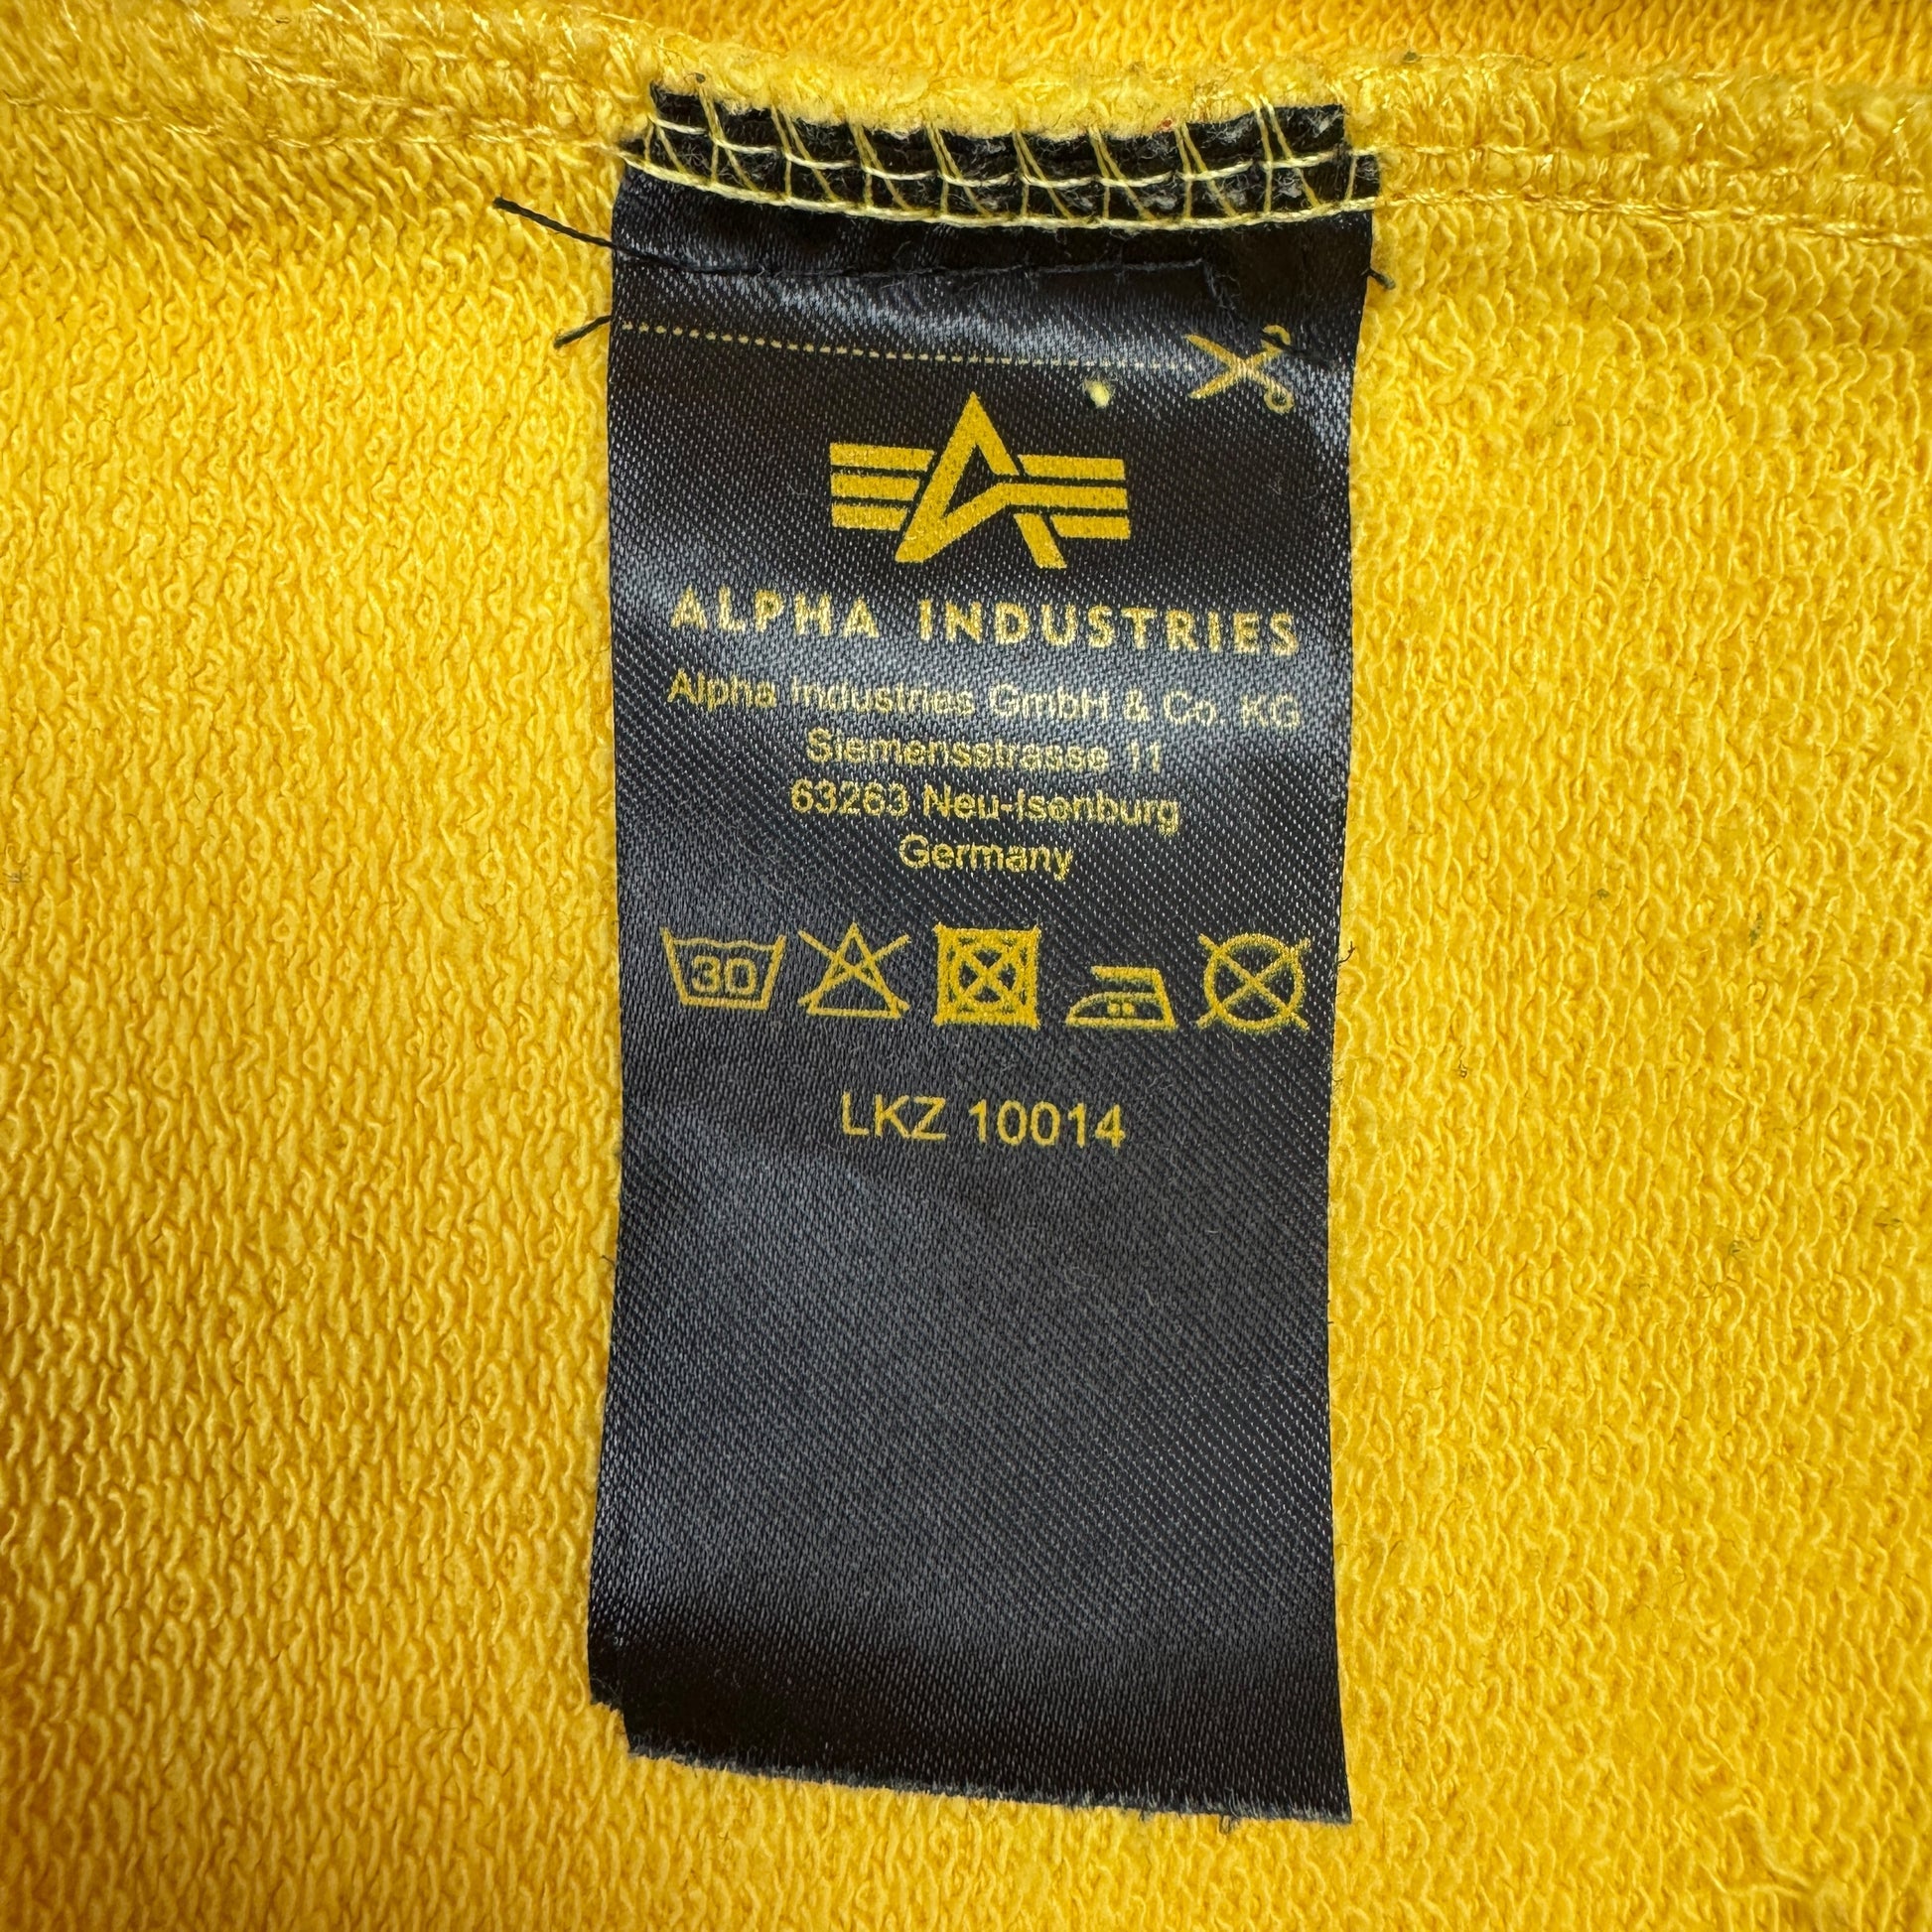 ALPHA INDUSTRIES
Alpha Industries GmbH & Co. KG
Siemensstrasse 11
63263 Neu-Isenburg
Germany
30
LKZ 10014